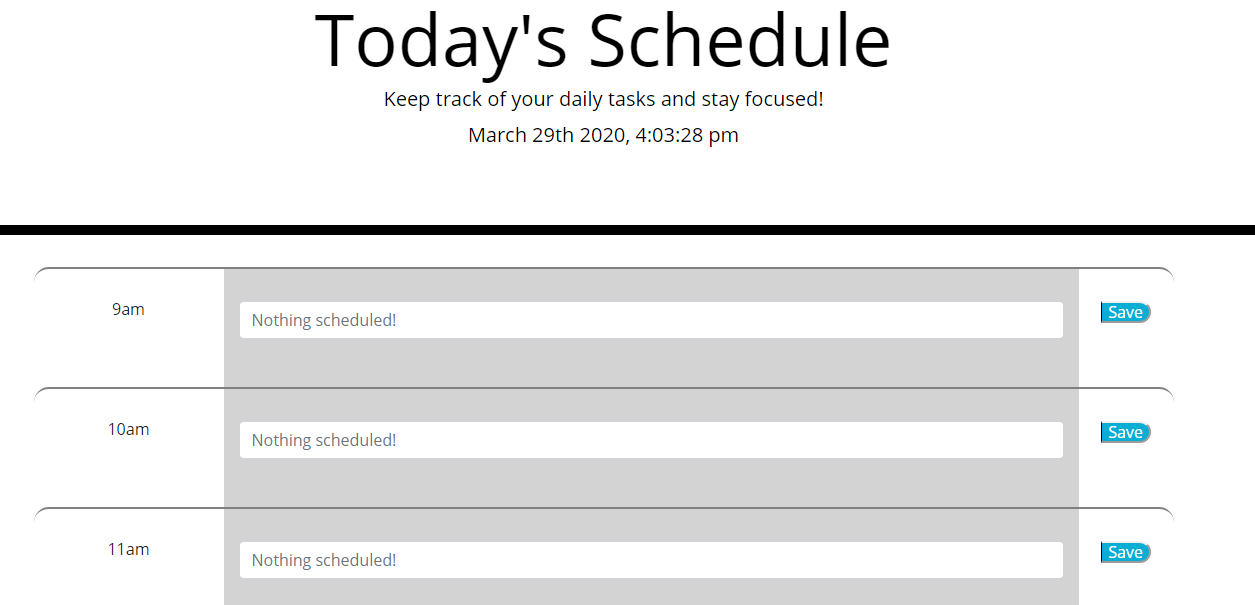 Today's Schedule
Keep track of your daily tasks and stay focused!
March 29th 2020, 4:03:28 pm
9am
Nothing scheduled!
Save
10am
Nothing scheduled!
Save
11am
Nothing scheduled!
Save